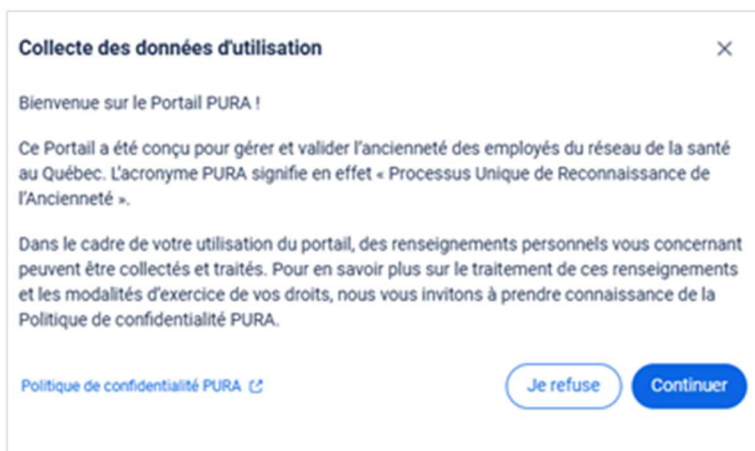 Collecte des données d'utilisation
Bienvenue sur le Portail PURA !
Ce Portail a été conçu pour gérer et valider l'ancienneté des employés du réseau de la santé
au Québec. L'acronyme PURA signifie en effet « Processus Unique de Reconnaissance de
l'Ancienneté ».
Dans le cadre de votre utilisation du portail, des renseignements personnels vous concernant
peuvent être collectés et traités. Pour en savoir plus sur le traitement de ces renseignements
et les modalités d'exercice de vos droits, nous vous invitons à prendre connaissance de la
Politique de confidentialité PURA.
Politique de confidentialité PURA
Je refuse
Continuer